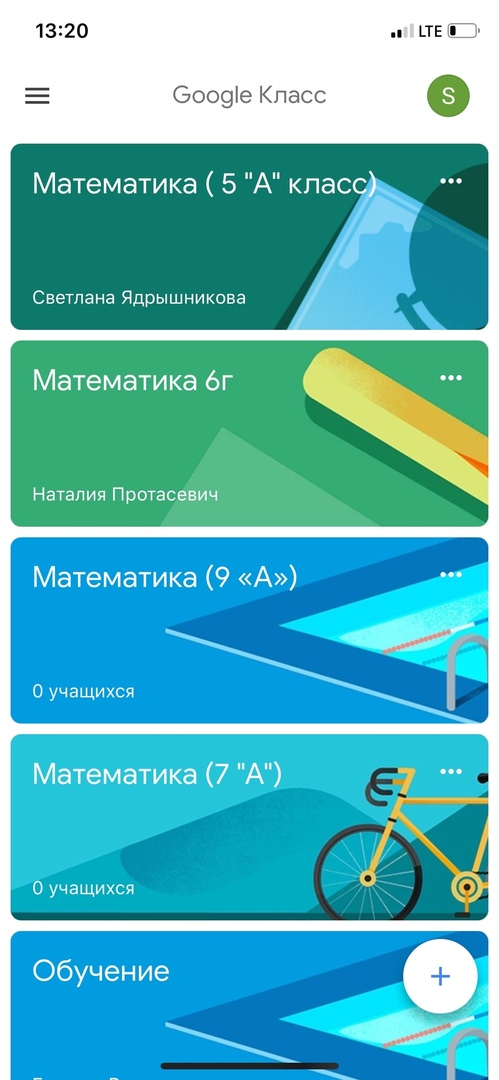 13:20
LTE
Google Класс
S
Математика ( 5 "А" класс)
Светлана Ядрышникова
Математика 6г
Наталия Протасевич
Математика (9 «А»)
0 учащихся
Математика (7 "А")
0 учащихся
Обучение